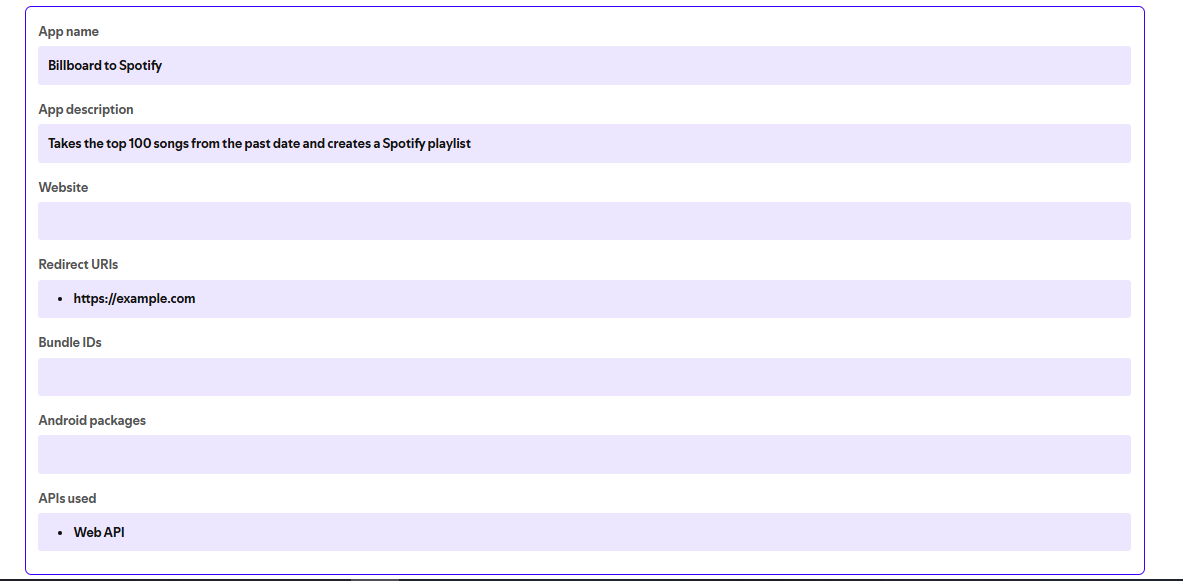 App name
Billboard to Spotify
App description
Takes the top 100 songs from the past date and creates a Spotify playlist
Website
Redirect URIs
• https://example.com
Bundle IDs
Android packages
APIs used
• Web API